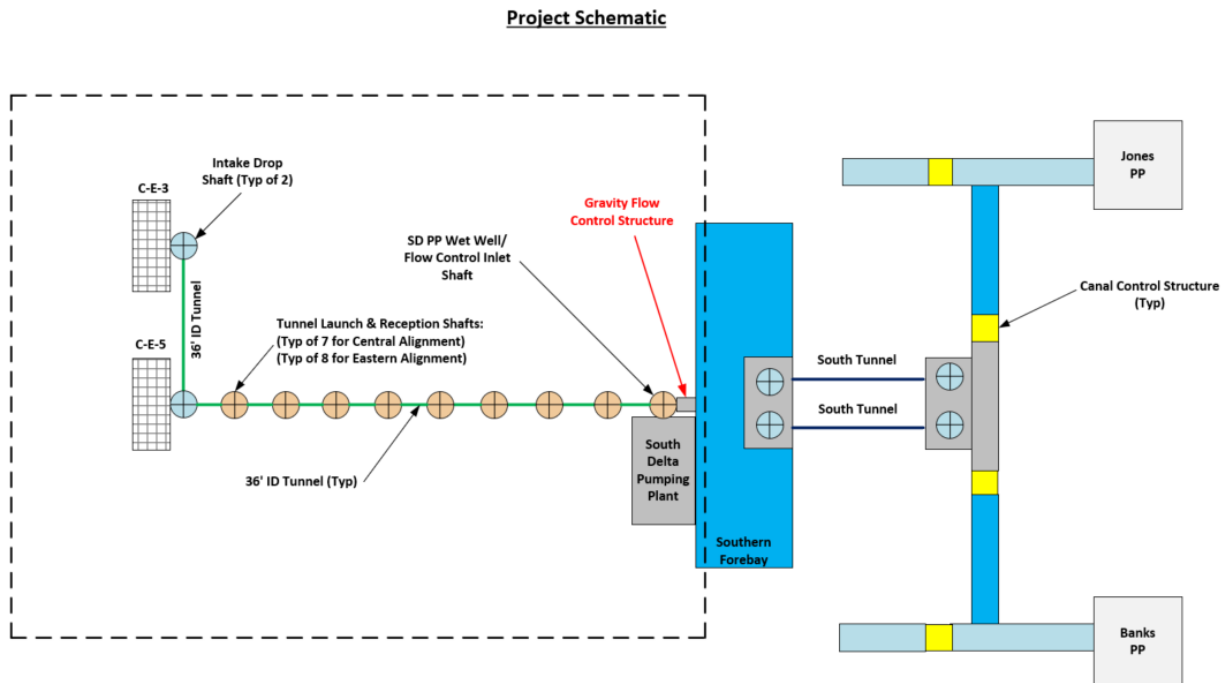 Project Schematic
Intake Drop
Shaft (Typ of 2)
C-E-3
36' ID Tunnel
C-E-5
Tunnel Launch & Reception Shafts:
(Typ of 7 for Central Alignment)
(Typ of 8 for Eastern Alignment)
36' ID Tunnel (Typ)
SD PP Wet Well/
Flow Control Inlet
Shaft
Gravity Flow
Control Structure
South
Delta
Pumping
Plant
Southern
Forebay
South Tunnel
South Tunnel
Jones
PP
Canal Control Structure
(Typ)
Banks
PP